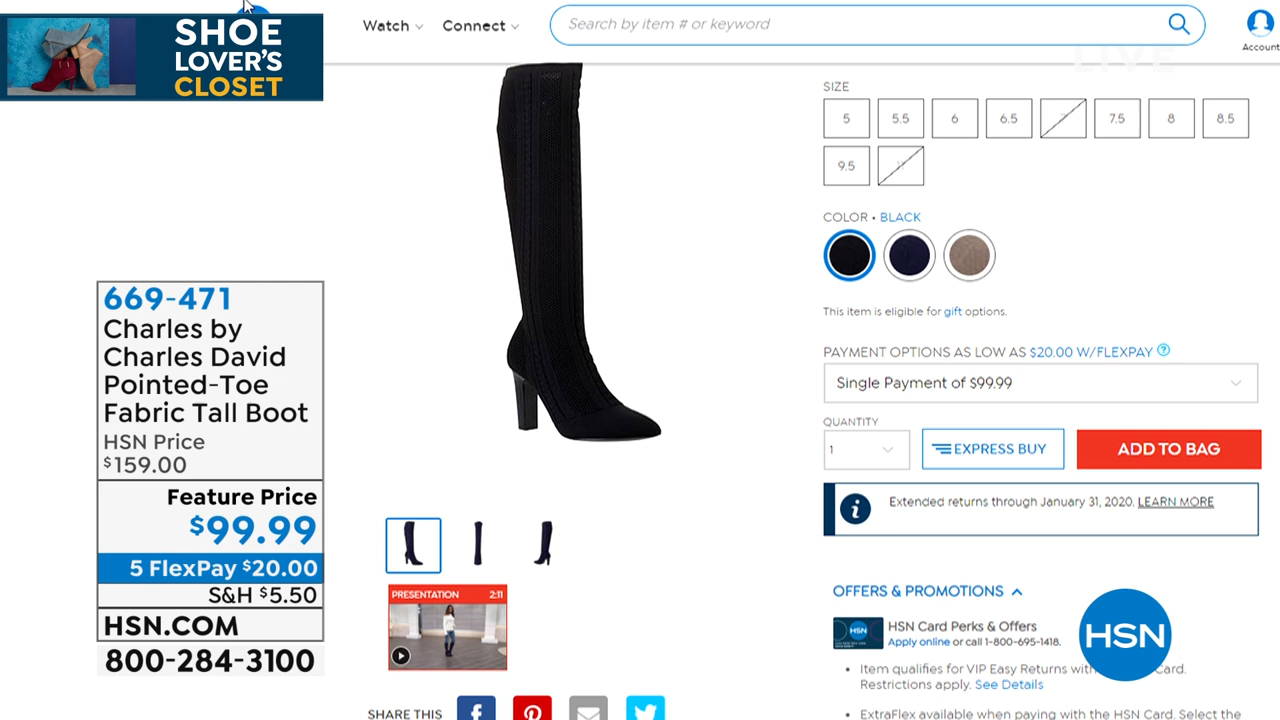 SHOE
LOVER'S
CLOSET
Watch
Connect
Search by item # or keyword
Account
LIVE
SIZE
5 5.5 6 6.5 7 7.5 8 8.5
9.5
COLOR • BLACK
This item is eligible for gift options.
PAYMENT OPTIONS AS LOW AS $20.00 W/FLEXPAY ?
Single Payment of $99.99
QUANTITY
1
EXPRESS BUY
ADD TO BAG
i
Extended returns through January 31, 2020. LEARN MORE
OFFERS & PROMOTIONS
HSN
HSN Card Perks & Offers
Apply online or call 1-800-695-1418.
• Item qualifies for VIP Easy Returns with Card.
Restrictions apply. See Details
• ExtraFlex available when paying with the HSN Card. Select the
HSN
669-471
Charles by
Charles David
Pointed-Toe
Fabric Tall Boot
HSN Price
$159.00
Feature Price
$99.99
5 FlexPay $20.00
S&H $5.50
HSN.COM
800-284-3100
PRESENTATION 2:11
SHARE THIS